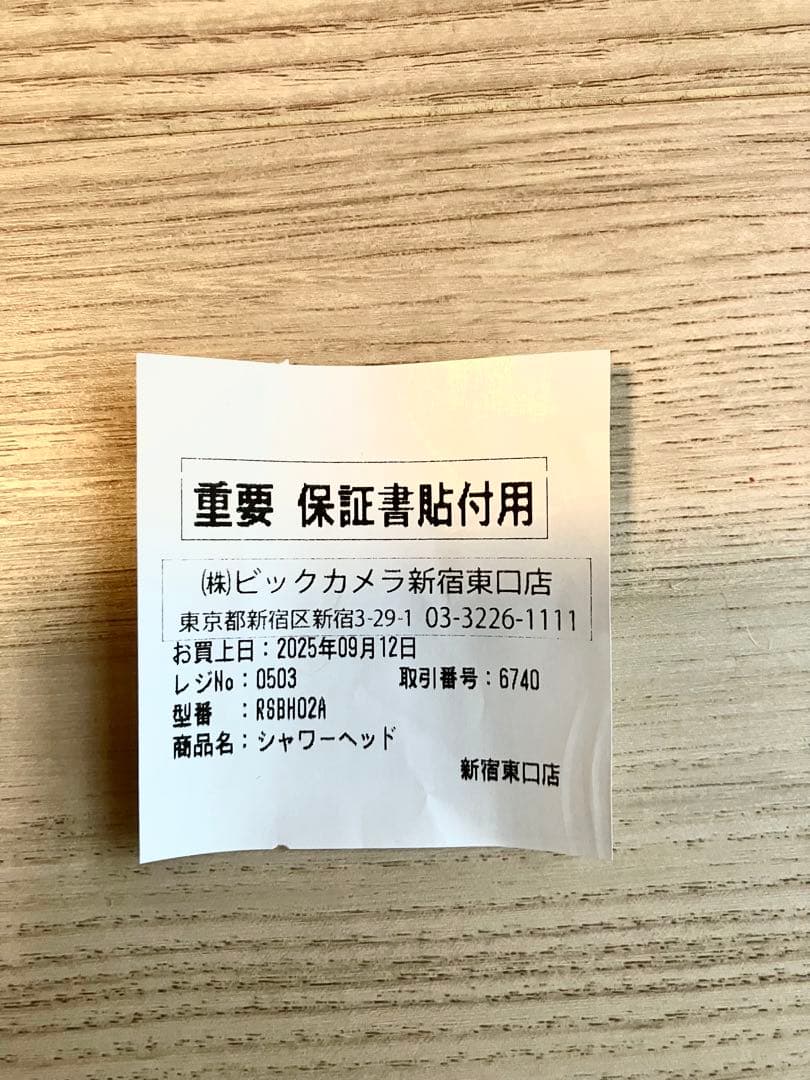 重要 保証書貼付用
㈱ビックカメラ新宿東口店
東京都新宿区新宿3-29-1 03-3226-1111
お買上日：2025年09月12日
レジNo：0503 取引番号：6740
型番 ：RSBH02A
商品名：シャワーヘッド
新宿東口店